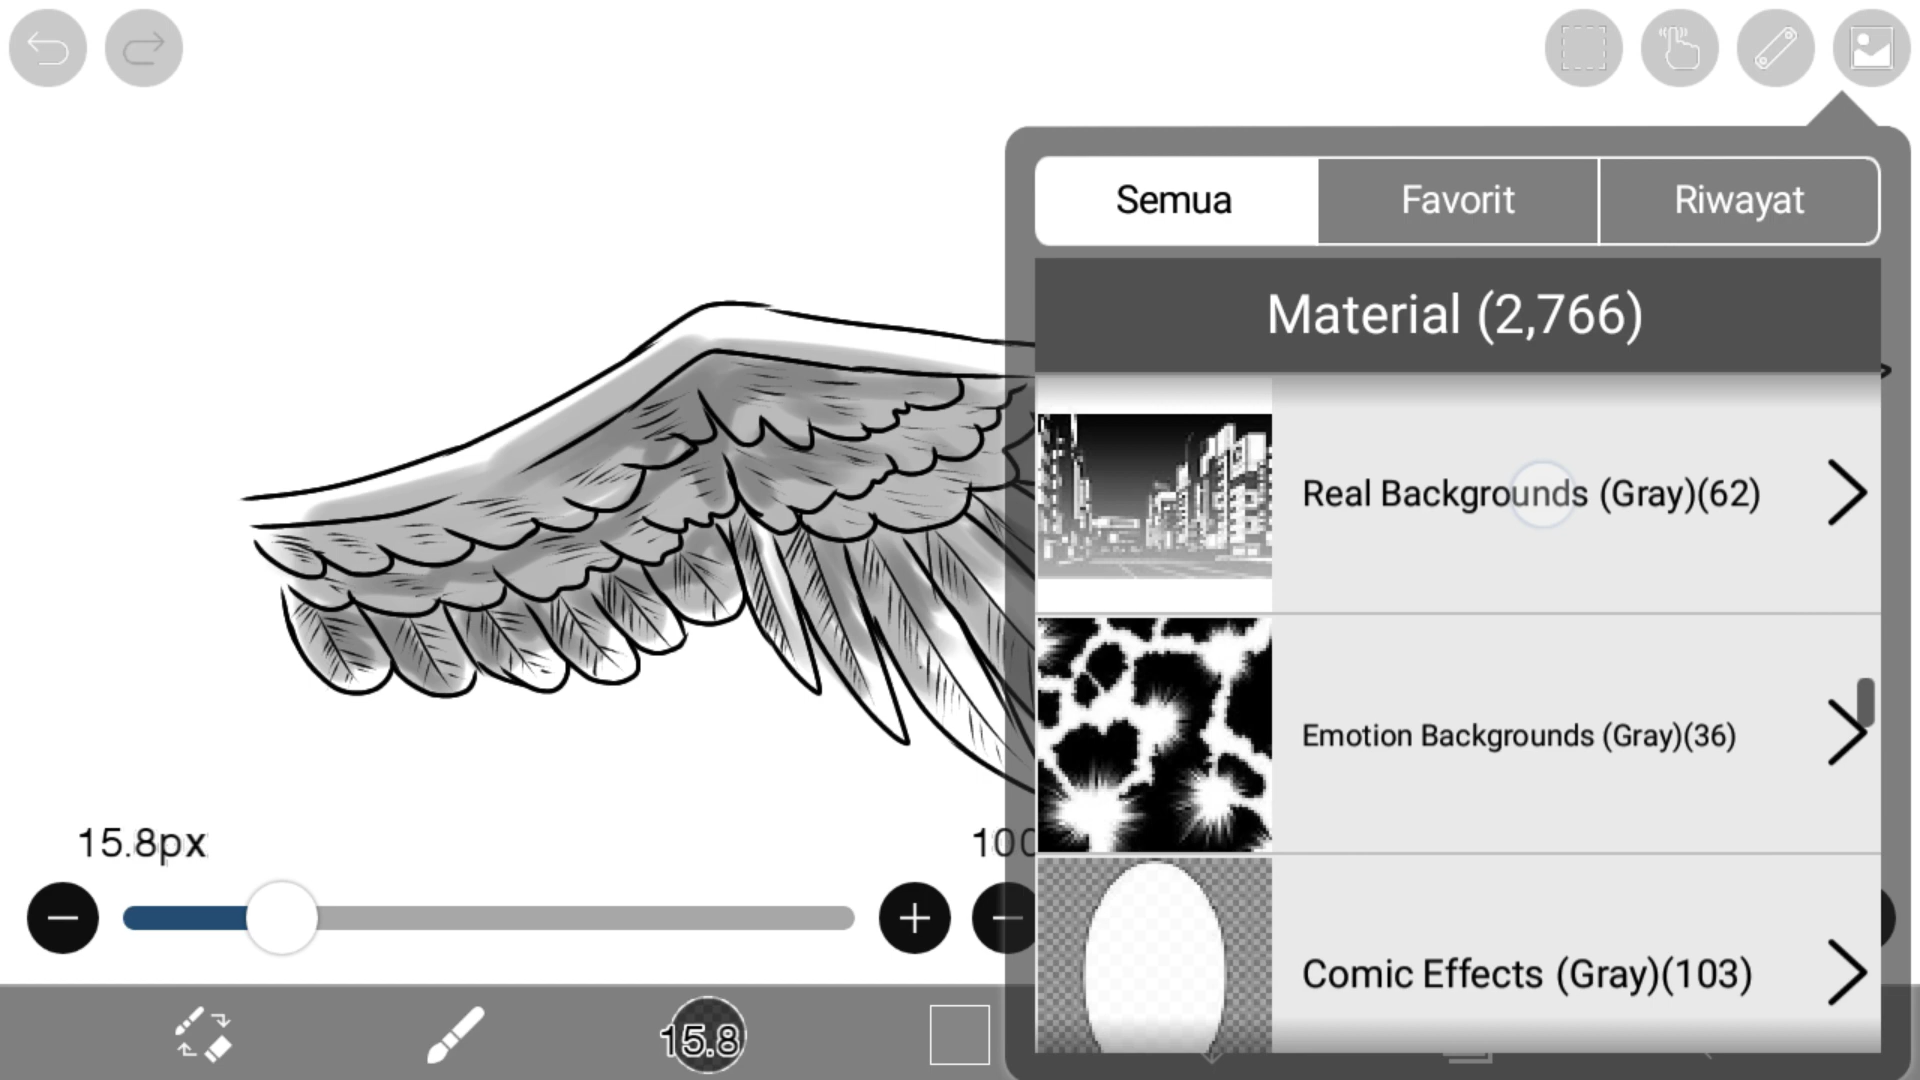 Semua
Favorit
Riwayat
Material (2,766)
Real Backgrounds (Gray)(62)
Emotion Backgrounds (Gray)(36)
15.8px
Comic Effects (Gray)(103)
15.8